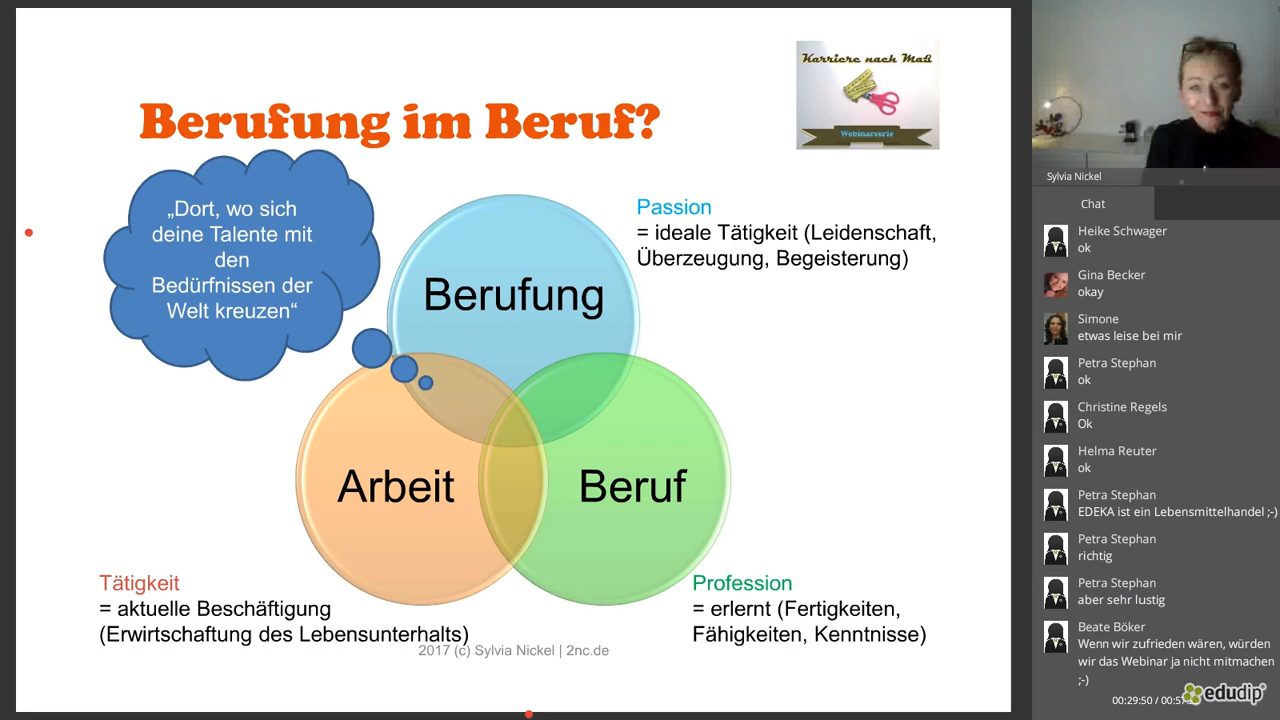 Karriere nach Maß
Webinarserie
Berufung im Beruf?
„Dort, wo sich
deine Talente mit
den
Bedürfnissen der
Welt kreuzen“
Passion
= ideale Tätigkeit (Leidenschaft,
Überzeugung, Begeisterung)
Berufung
Arbeit
Beruf
Tätigkeit
= aktuelle Beschäftigung
(Erwirtschaftung des Lebensunterhalts)
Profession
= erlernt (Fertigkeiten,
Fähigkeiten, Kenntnisse)
2017 (c) Sylvia Nickel | 2nc.de
Sylvia Nickel
Chat
Heike Schwager
ok
Gina Becker
okay
Simone
etwas leise bei mir
Petra Stephan
ok
Christine Regels
Ok
Helma Reuter
ok
Petra Stephan
EDEKA ist ein Lebensmittelhandel ;-)
Petra Stephan
richtig
Petra Stephan
aber sehr lustig
Beate Böker
Wenn wir zufrieden wären, würden
wir das Webinar ja nicht mitmachen
;-)
00:29:50 /
edudip